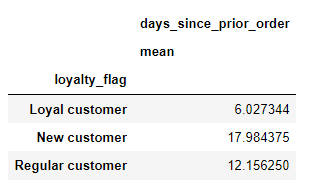 days_since_prior_order
mean
loyalty_flag
Loyal customer 6.027344
New customer 17.984375
Regular customer 12.156250